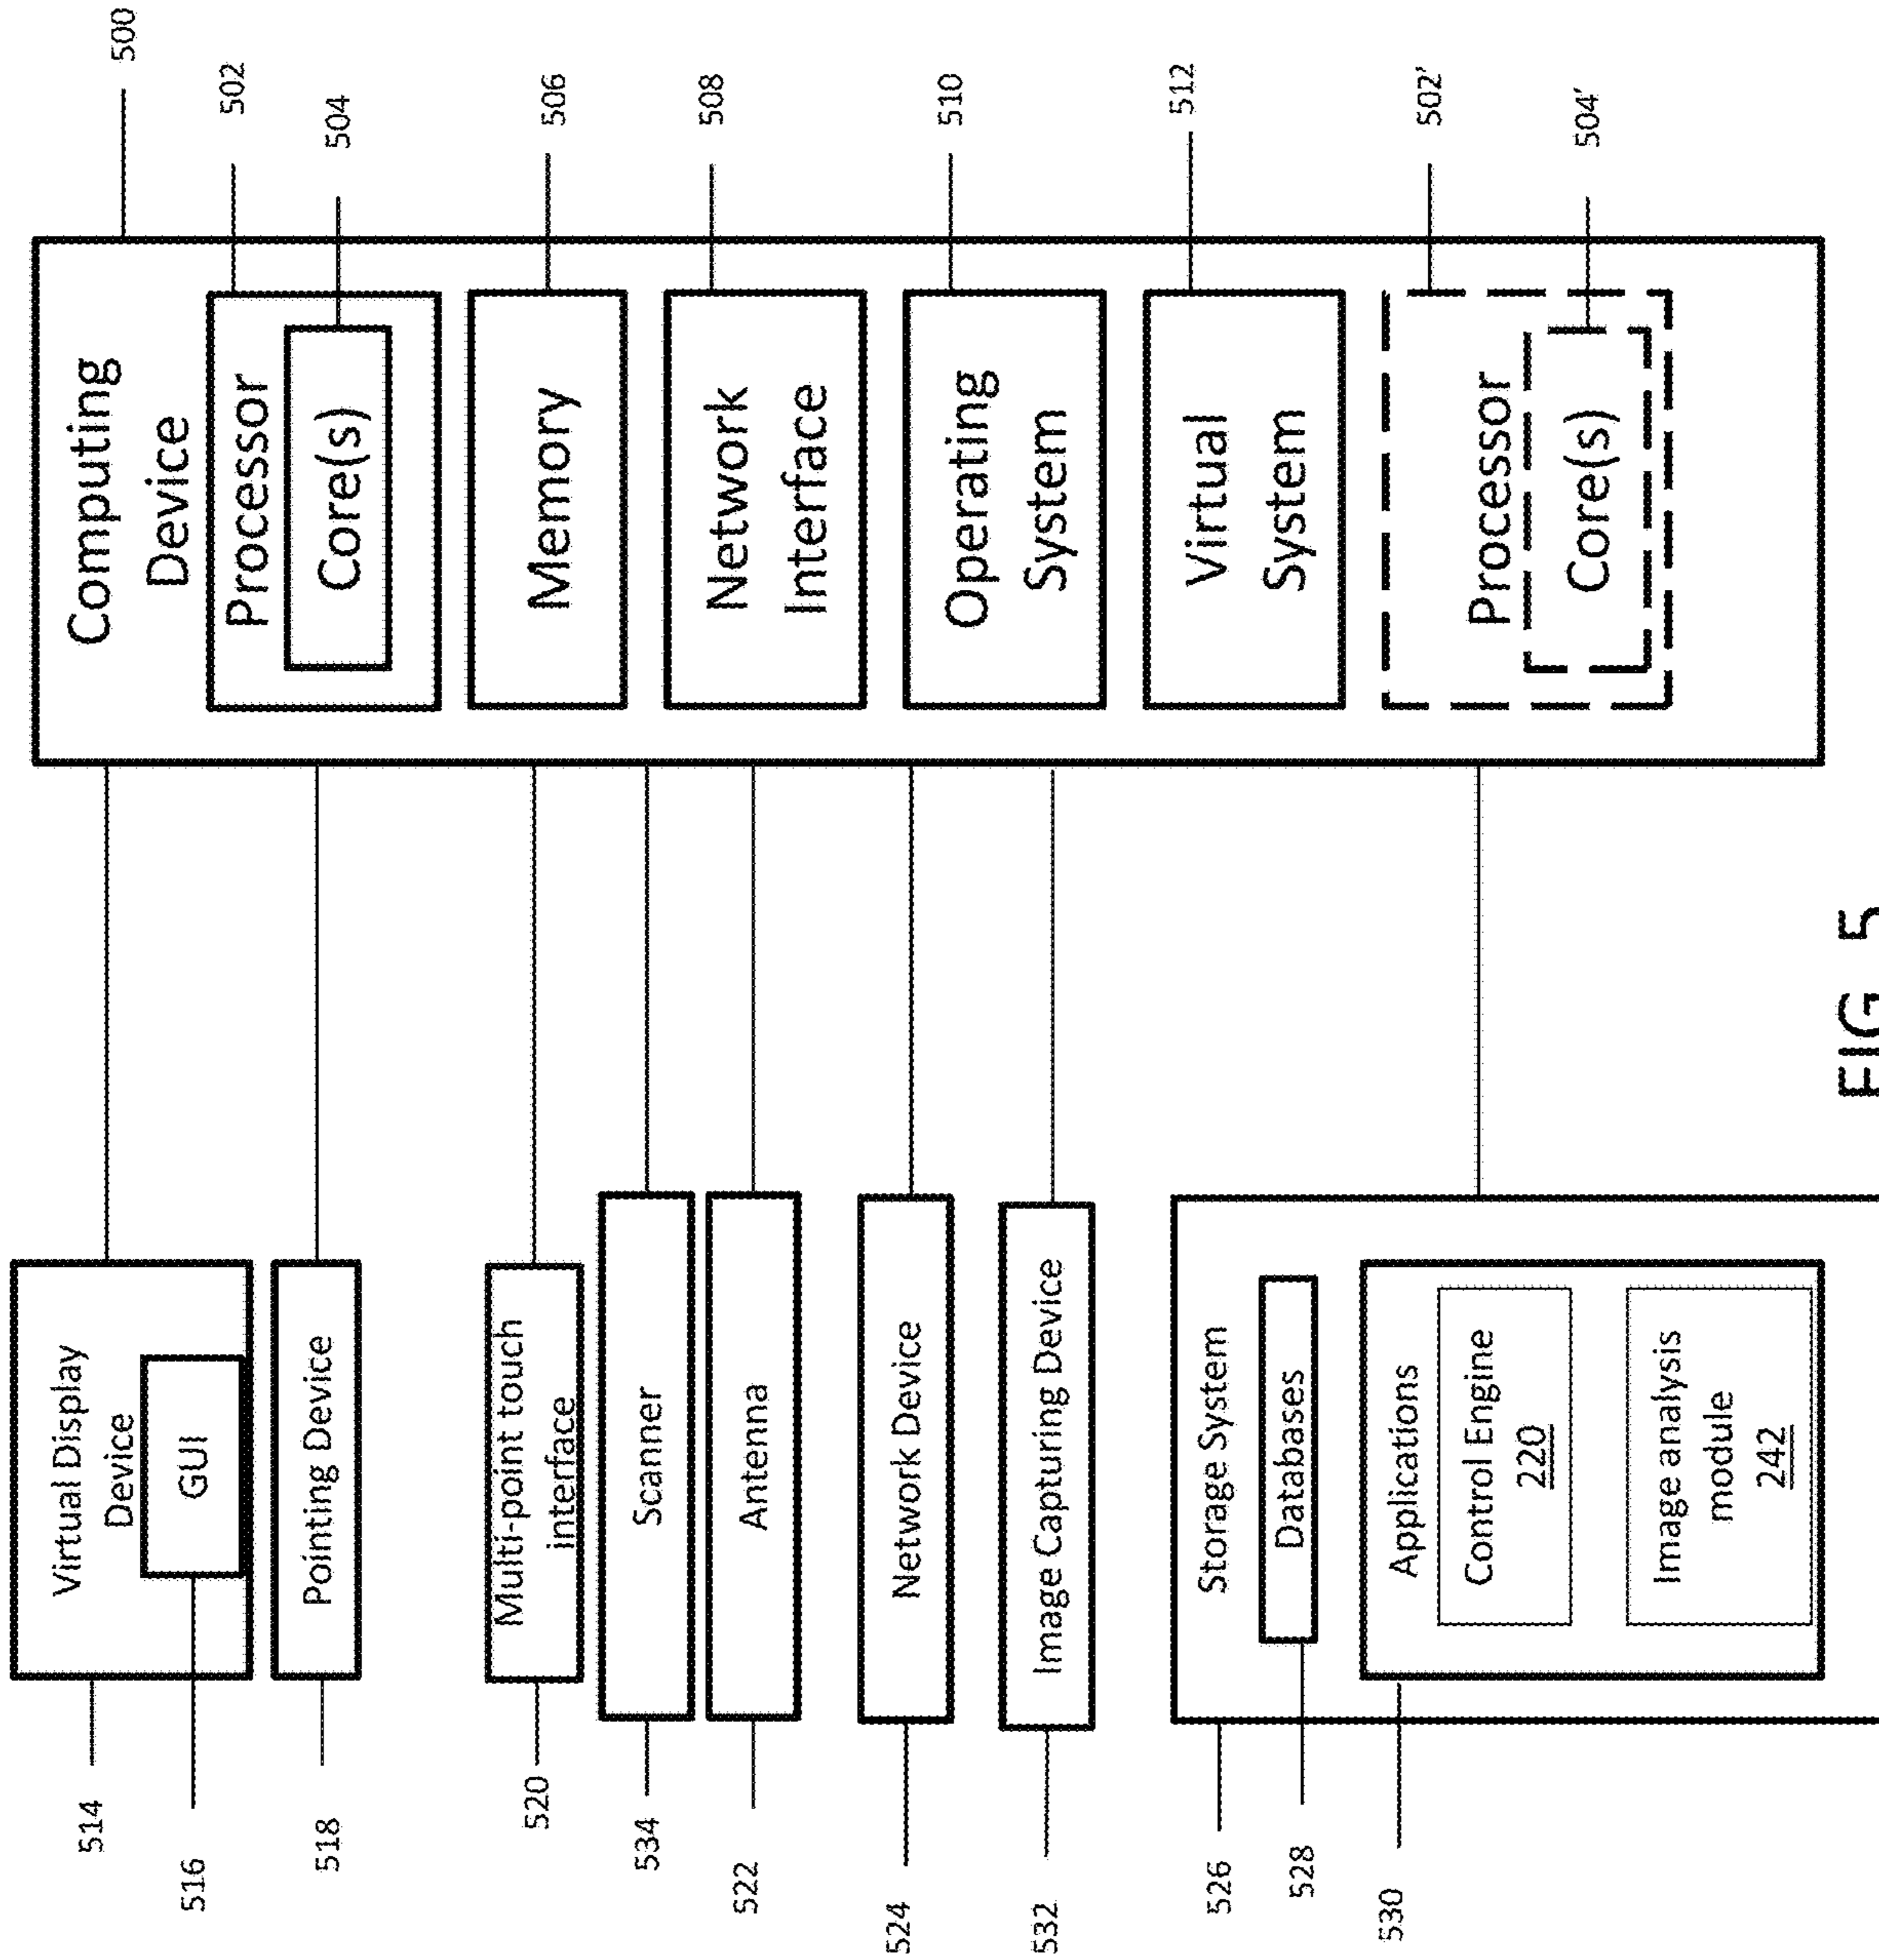 514
Virtual Display
Device
516
GUI
518
Pointing Device
520
Multi-point touch
interface
534
Scanner
522
Antenna
524
Network Device
532
Image Capturing Device
526
Storage System
528
Databases
530
Applications
Control Engine
220
Image analysis
module
242
Computing
Device
500
Processor
502
Core(s)
504
Memory
506
Network
Interface
508
Operating
System
510
Virtual
System
512
Processor
502'
Core(s)
504'
FIG. 5